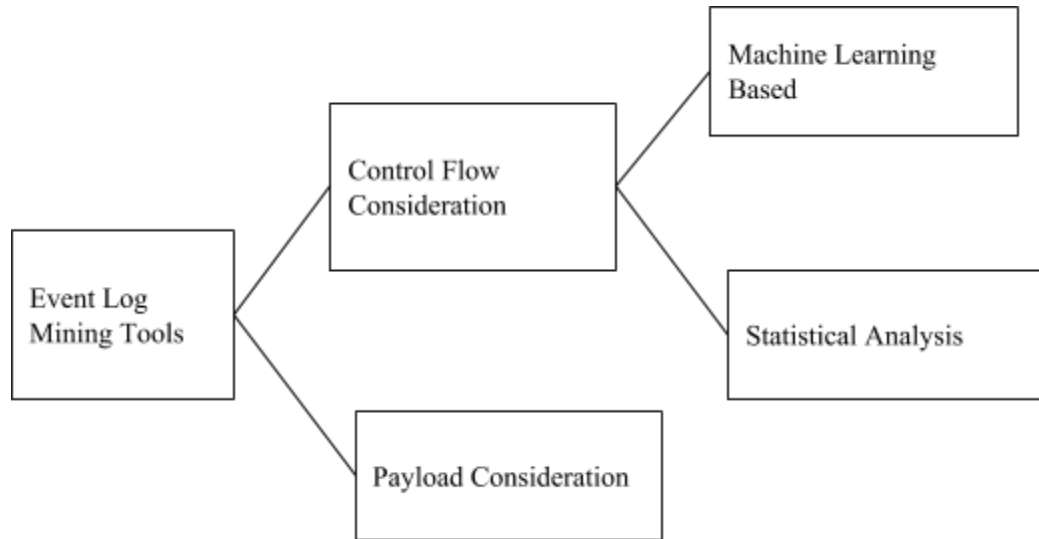 Machine Learning
Based
Control Flow
Consideration
Event Log
Mining Tools
Statistical Analysis
Payload Consideration